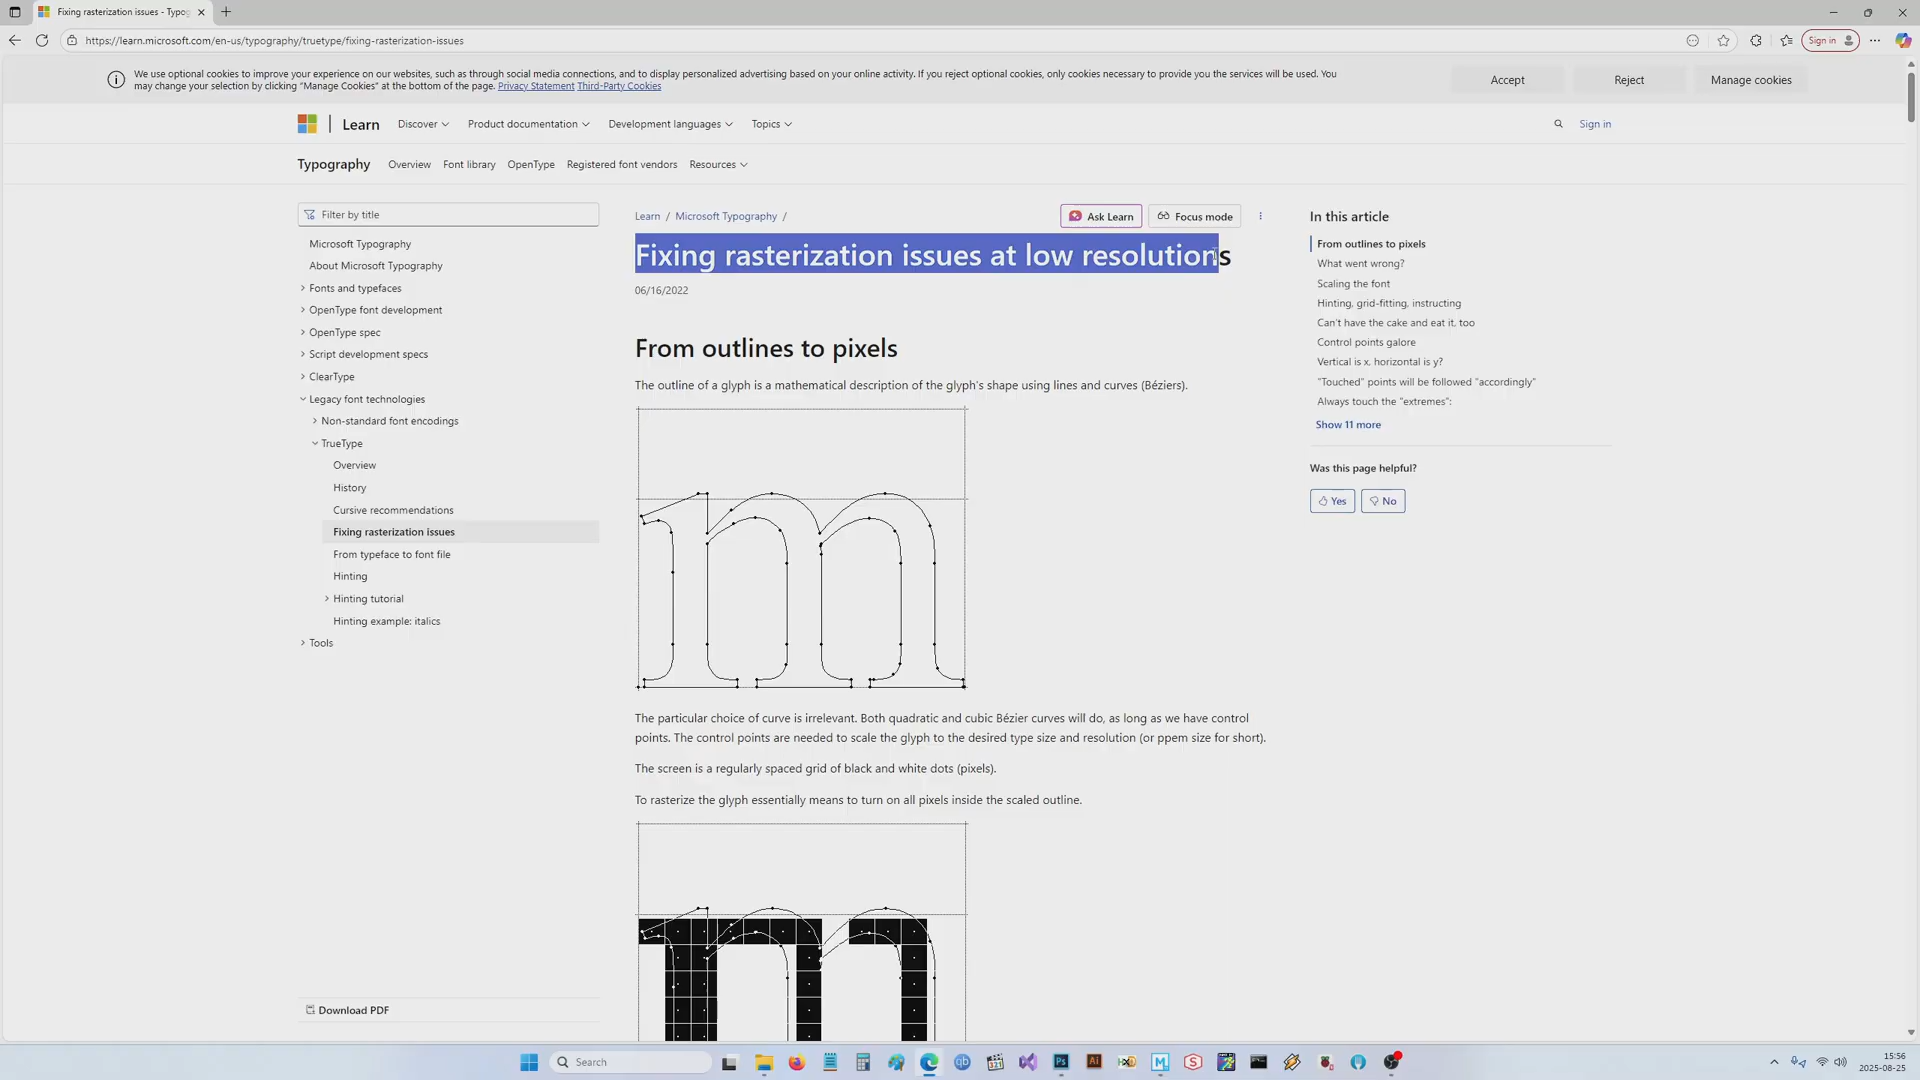 Fixing rasterization issues - Typog
https://learn.microsoft.com/en-us/typography/truetype/fixing-rasterization-issues
Sign in
We use optional cookies to improve your experience on our websites, such as through social media connections, and to display personalized advertising based on your online activity. If you reject optional cookies, only cookies necessary to provide you the services will be used. You
may change your selection by clicking "Manage Cookies" at the bottom of the page. Privacy Statement Third-Party Cookies
Accept
Reject
Manage cookies
Learn
Discover
Product documentation
Development languages
Topics
Sign in
Typography
Overview
Font library
OpenType
Registered font vendors
Resources
Filter by title
Microsoft Typography
About Microsoft Typography
Fonts and typefaces
OpenType font development
OpenType spec
Script development specs
ClearType
Legacy font technologies
Non-standard font encodings
TrueType
Overview
History
Cursive recommendations
Fixing rasterization issues
From typeface to font file
Hinting
Hinting tutorial
Hinting example: italics
Tools
Download PDF
Learn / Microsoft Typography /
Ask Learn
Focus mode
Fixing rasterization issues at low resolutions
06/16/2022
From outlines to pixels
The outline of a glyph is a mathematical description of the glyph's shape using lines and curves (Béziers).
The particular choice of curve is irrelevant. Both quadratic and cubic Bézier curves will do, as long as we have control
points. The control points are needed to scale the glyph to the desired type size and resolution (or ppem size for short).
The screen is a regularly spaced grid of black and white dots (pixels).
To rasterize the glyph essentially means to turn on all pixels inside the scaled outline.
In this article
From outlines to pixels
What went wrong?
Scaling the font
Hinting, grid-fitting, instructing
Can't have the cake and eat it, too
Control points galore
Vertical is x, horizontal is y?
"Touched" points will be followed "accordingly"
Always touch the "extremes":
Show 11 more
Was this page helpful?
Yes
No
Search
15:56
2025-08-25